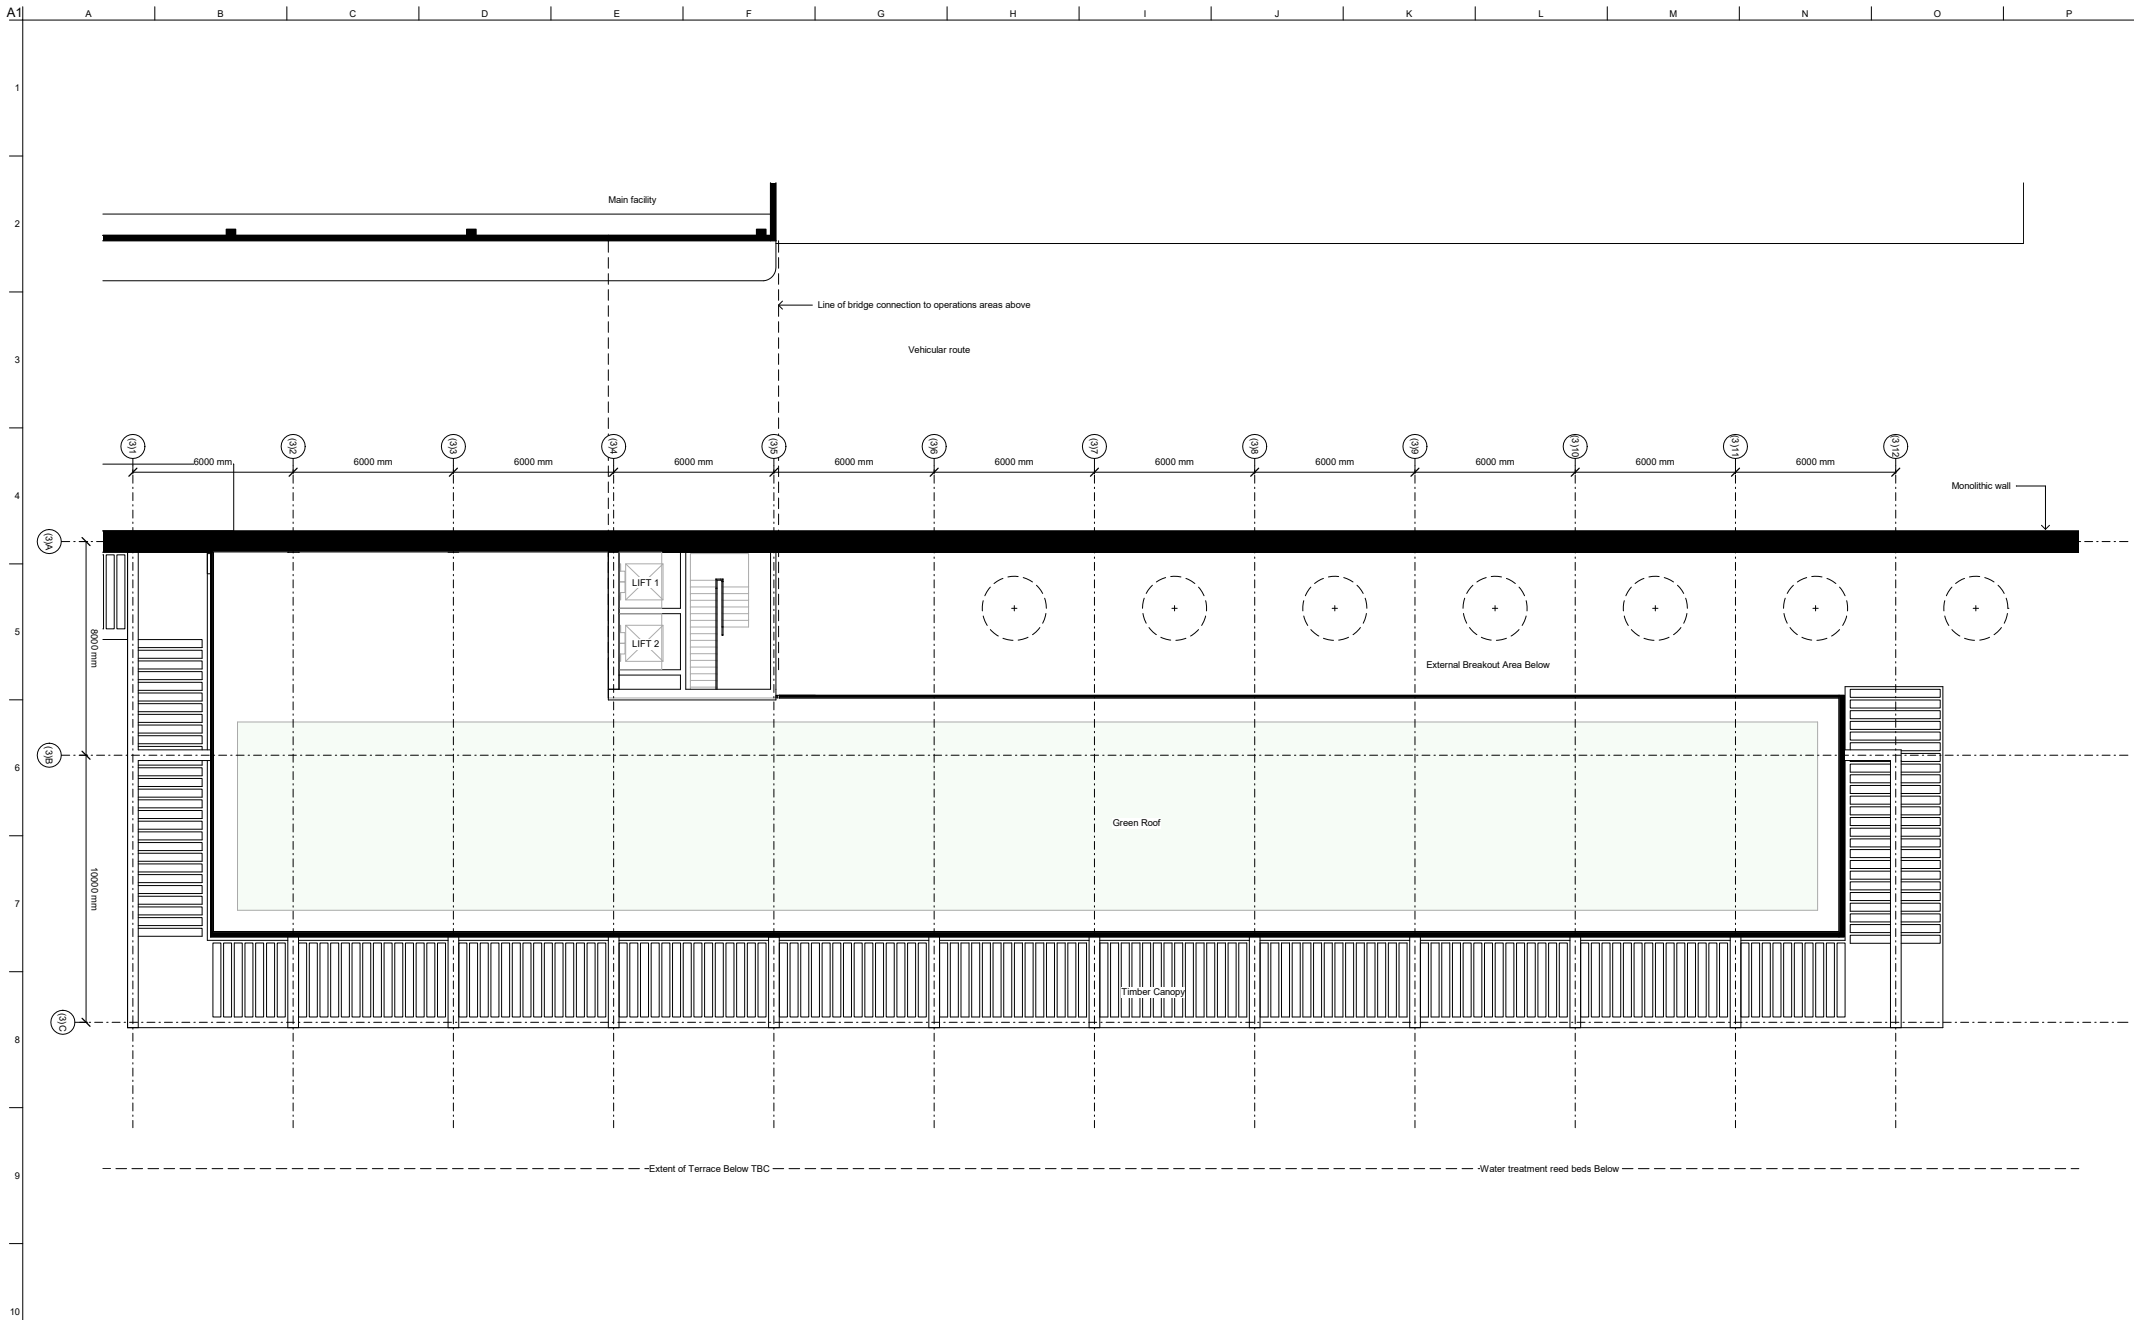 A1 A B C D E F G H I J K L M N O P
1
Main facility
2
Line of bridge connection to operations areas above
Vehicular route
3
(3)1 (3)2 (3)3 (3)4 (3)5 (3)6 (3)7 (3)8 (3)9 (3)10 (3)11 (3)12
6000 mm 6000 mm 6000 mm 6000 mm 6000 mm 6000 mm 6000 mm 6000 mm 6000 mm 6000 mm 6000 mm
Monolithic wall
4
(3)A
LIFT 1
5
8000 mm
LIFT 2
External Breakout Area Below
(3)B
6
Green Roof
10000 mm
7
Timber Canopy
(3)C
8
Extent of Terrace Below TBC
Water treatment reed beds Below
9
10